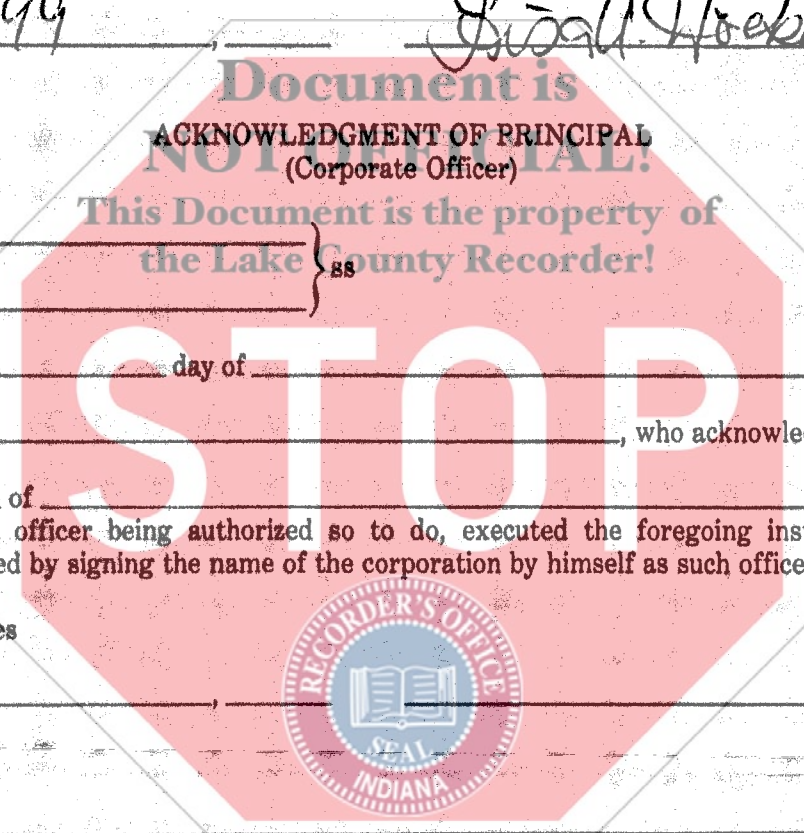 Document is
ACKNOWLEDGMENT OF PRINCIPAL
NOT OFFICIAL!
(Corporate Officer)
This Document is the property of
the Lake County Recorder!
ss
STOP
day of
, who acknowle
of
officer being authorized so to do, executed the foregoing ins
ed by signing the name of the corporation by himself as such office
es
RECORDER'S OFFICE
SEAL
INDIANA